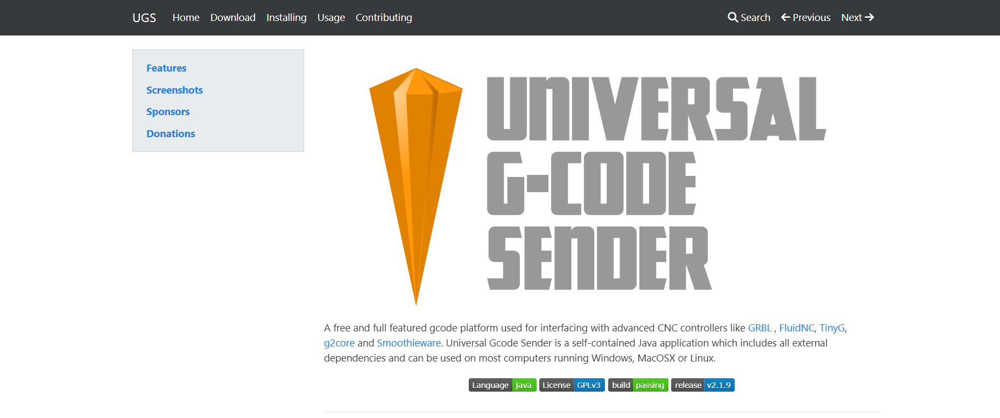 UGS Home Download Installing Usage Contributing Search Previous Next
Features
Screenshots
Sponsors
Donations
UNIVERSAL
G-CODE
SENDER
A free and full featured gcode platform used for interfacing with advanced CNC controllers like GRBL , FluidNC, TinyG,
g2core and Smoothieware. Universal Gcode Sender is a self-contained Java application which includes all external
dependencies and can be used on most computers running Windows, MacOSX or Linux.
Language Java License GPLv3 build passing release v2.1.9